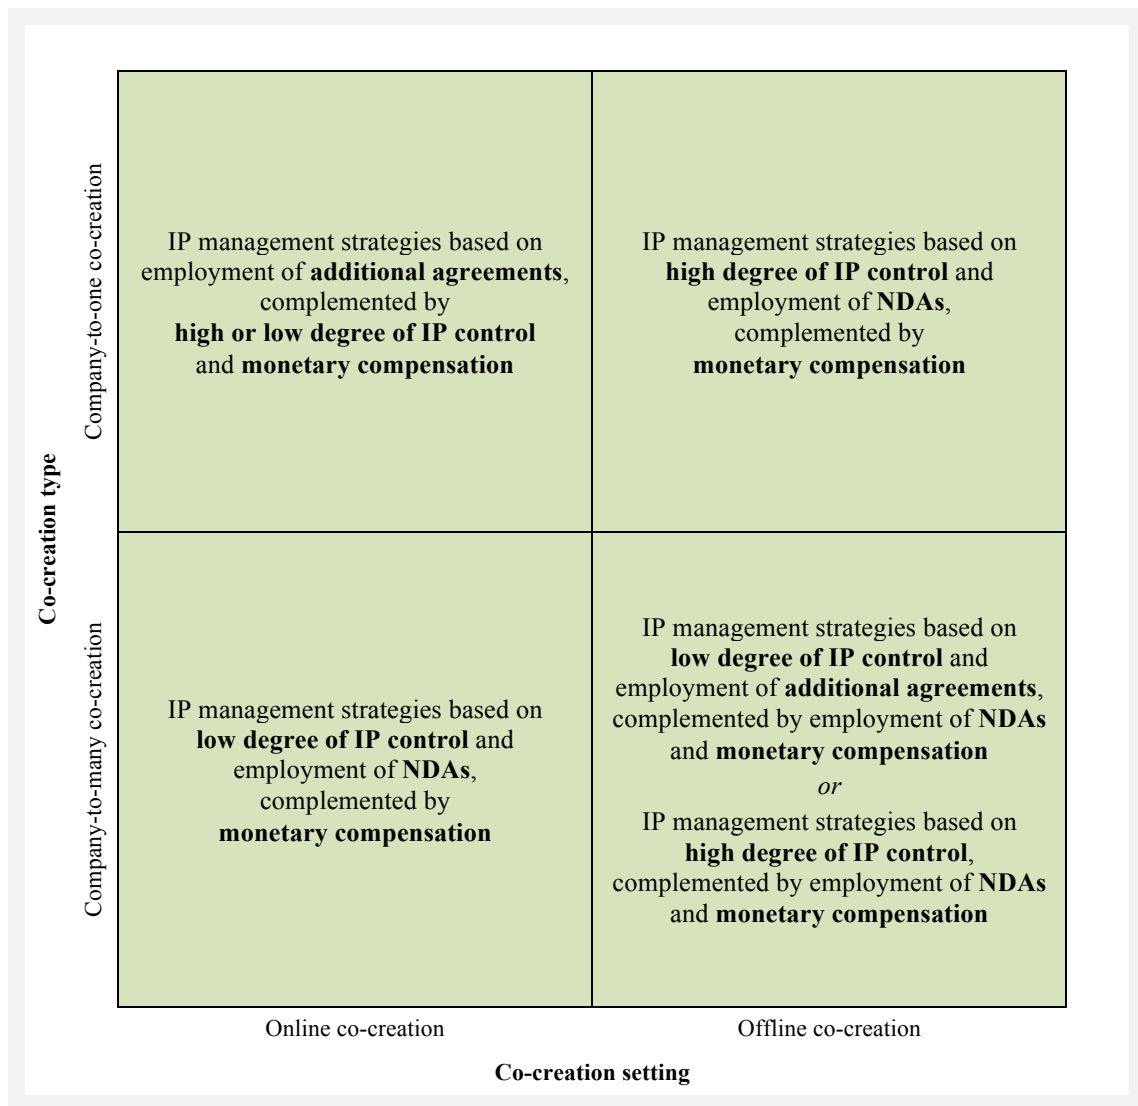 Co-creation type
Company-to-one co-creation
IP management strategies based on
employment of additional agreements,
complemented by
high or low degree of IP control
and monetary compensation
IP management strategies based on
high degree of IP control and
employment of NDAs,
complemented by
monetary compensation
Company-to-many co-creation
IP management strategies based on
low degree of IP control and
employment of NDAs,
complemented by
monetary compensation
IP management strategies based on
low degree of IP control and
employment of additional agreements,
complemented by employment of NDAs
and monetary compensation
or
IP management strategies based on
high degree of IP control,
complemented by employment of NDAs
and monetary compensation
Online co-creation
Offline co-creation
Co-creation setting